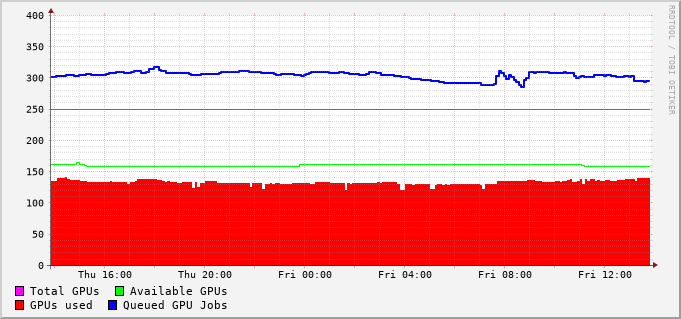 400
350
300
250
200
150
100
50
0
Thu 16:00 Thu 20:00 Fri 00:00 Fri 04:00 Fri 08:00 Fri 12:00
Total GPUs Available GPUs
GPUs used Queued GPU Jobs
RRDTOOL / TOBI OETIKER